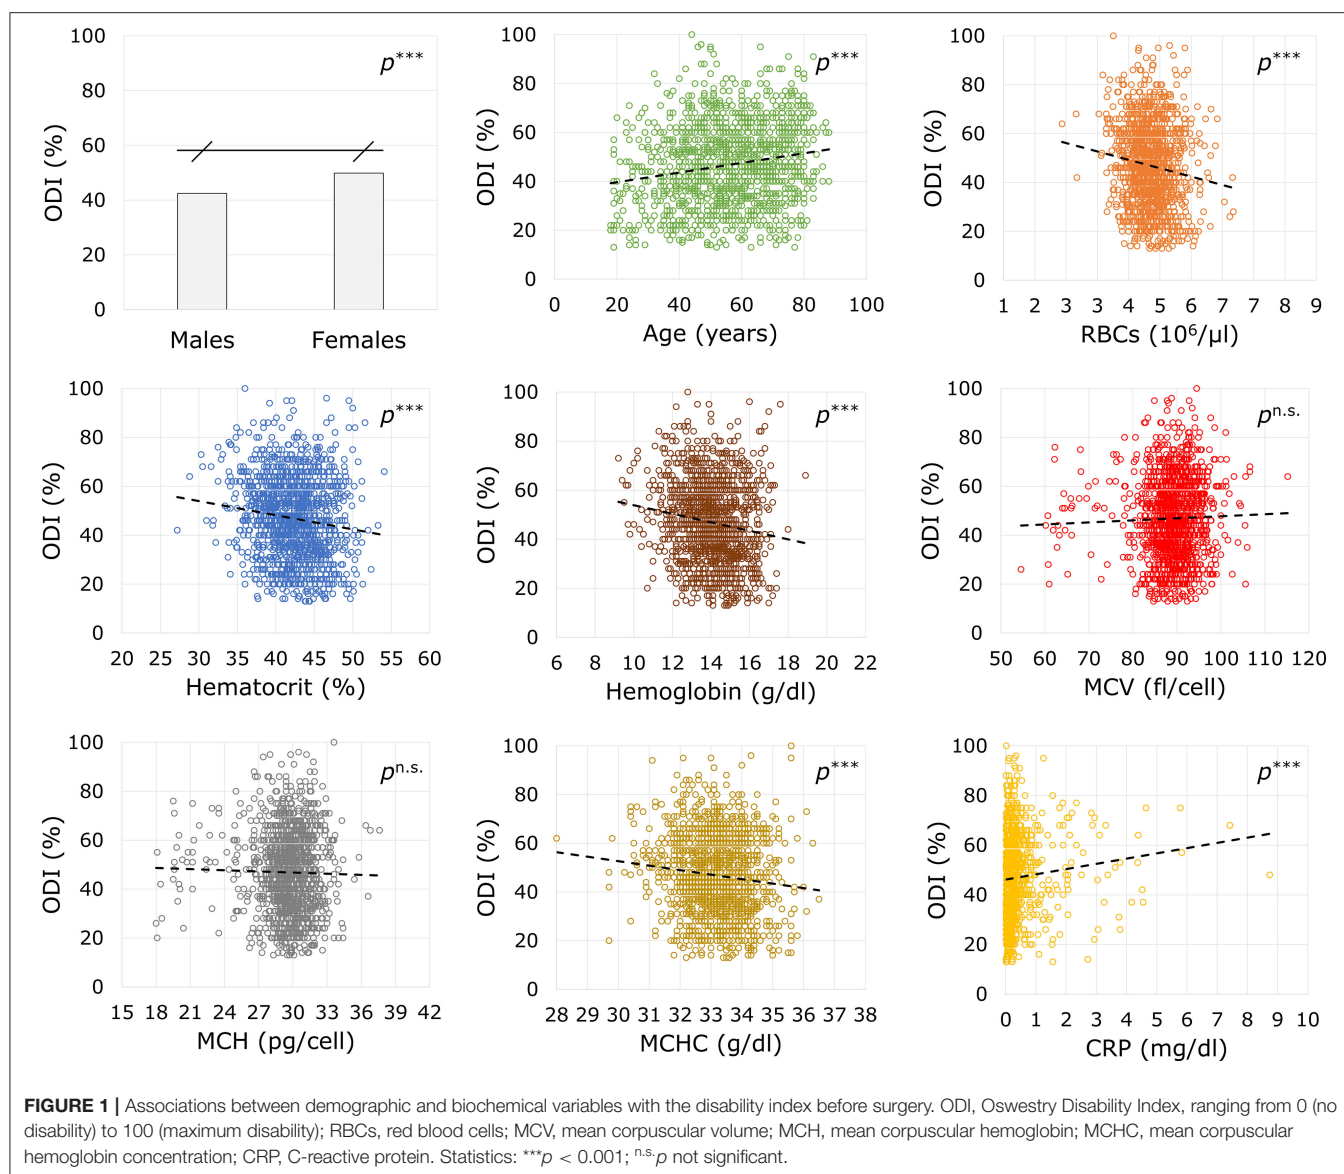 100
80
60
40
20
0
ODI (%)
p***
Males
Females
100
80
60
40
20
0
ODI (%)
p***
0 20 40 60 80 100
Age (years)
100
80
60
40
20
0
ODI (%)
p***
1 2 3 3 4 5 6 7 7 8 9
RBCs (10⁶/µl)
100
80
60
40
20
0
ODI (%)
p***
20 25 30 35 40 45 50 55 60
Hematocrit (%)
100
80
60
40
20
0
ODI (%)
p***
6 8 10 12 14 16 18 20 22
Hemoglobin (g/dl)
100
80
60
40
20
0
ODI (%)
pn.s.
50 60 70 80 90 100 110 120
MCV (fl/cell)
100
80
60
40
20
0
ODI (%)
pn.s.
15 18 21 24 27 30 33 36 39 42
MCH (pg/cell)
100
80
60
40
20
0
ODI (%)
p***
28 29 30 31 32 33 34 35 36 37 38
MCHC (g/dl)
100
80
60
40
20
0
ODI (%)
p***
0 1 2 3 4 5 6 7 8 9 10
CRP (mg/dl)
FIGURE 1 | Associations between demographic and biochemical variables with the disability index before surgery. ODI, Oswestry Disability Index, ranging from 0 (no
disability) to 100 (maximum disability); RBCs, red blood cells; MCV, mean corpuscular volume; MCH, mean corpuscular hemoglobin; MCHC, mean corpuscular
hemoglobin concentration; CRP, C-reactive protein. Statistics: ***p < 0.001; n.s.p not significant.